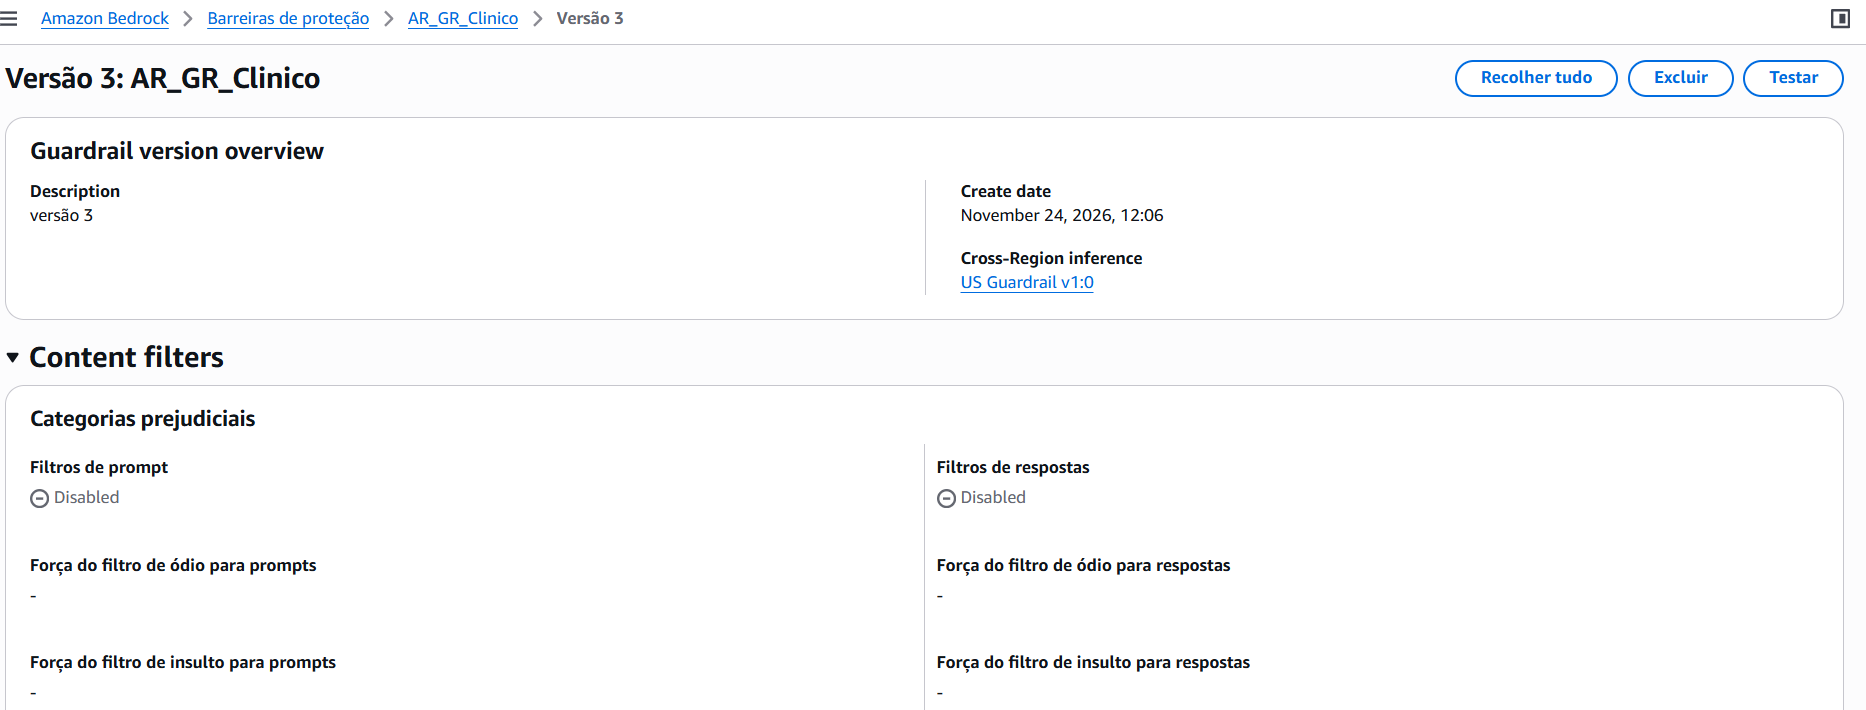 Amazon Bedrock > Barreiras de proteção > AR_GR_Clinico > Versão 3
Versão 3: AR_GR_Clinico
Recolher tudo
Excluir
Testar
Guardrail version overview
Description
versão 3
Create date
November 24, 2026, 12:06
Cross-Region inference
US Guardrail v1:0
Content filters
Categorias prejudiciais
Filtros de prompt
Disabled
Filtros de respostas
Disabled
Força do filtro de ódio para prompts
-
Força do filtro de ódio para respostas
-
Força do filtro de insulto para prompts
-
Força do filtro de insulto para respostas
-